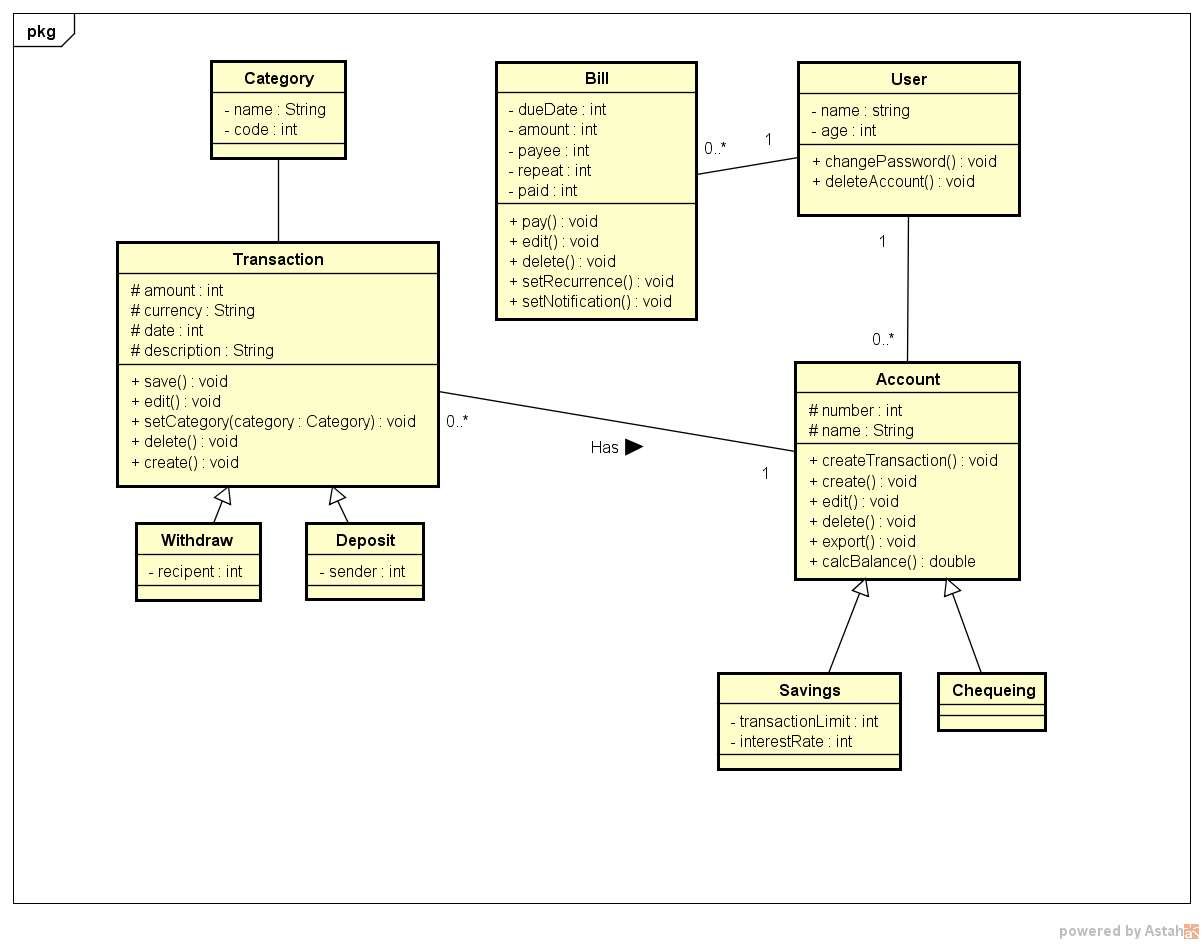 pkg
Category
- name : String
- code : int
Bill
- dueDate : int
- amount : int
- payee : int
- repeat : int
- paid : int
+ pay() : void
+ edit() : void
+ delete() : void
+ setRecurrence() : void
+ setNotification() : void
User
- name : string
- age : int
+ changePassword() : void
+ deleteAccount() : void
0..*
1
1
0..*
Transaction
# amount : int
# currency : String
# date : int
# description : String
+ save() : void
+ edit() : void
+ setCategory(category : Category) : void
+ delete() : void
+ create() : void
0..*
Has
1
Account
# number : int
# name : String
+ createTransaction() : void
+ create() : void
+ edit() : void
+ delete() : void
+ export() : void
+ calcBalance() : double
Withdraw
- recipent : int
Deposit
- sender : int
Savings
- transactionLimit : int
- interestRate : int
Chequeing
powered by Astah